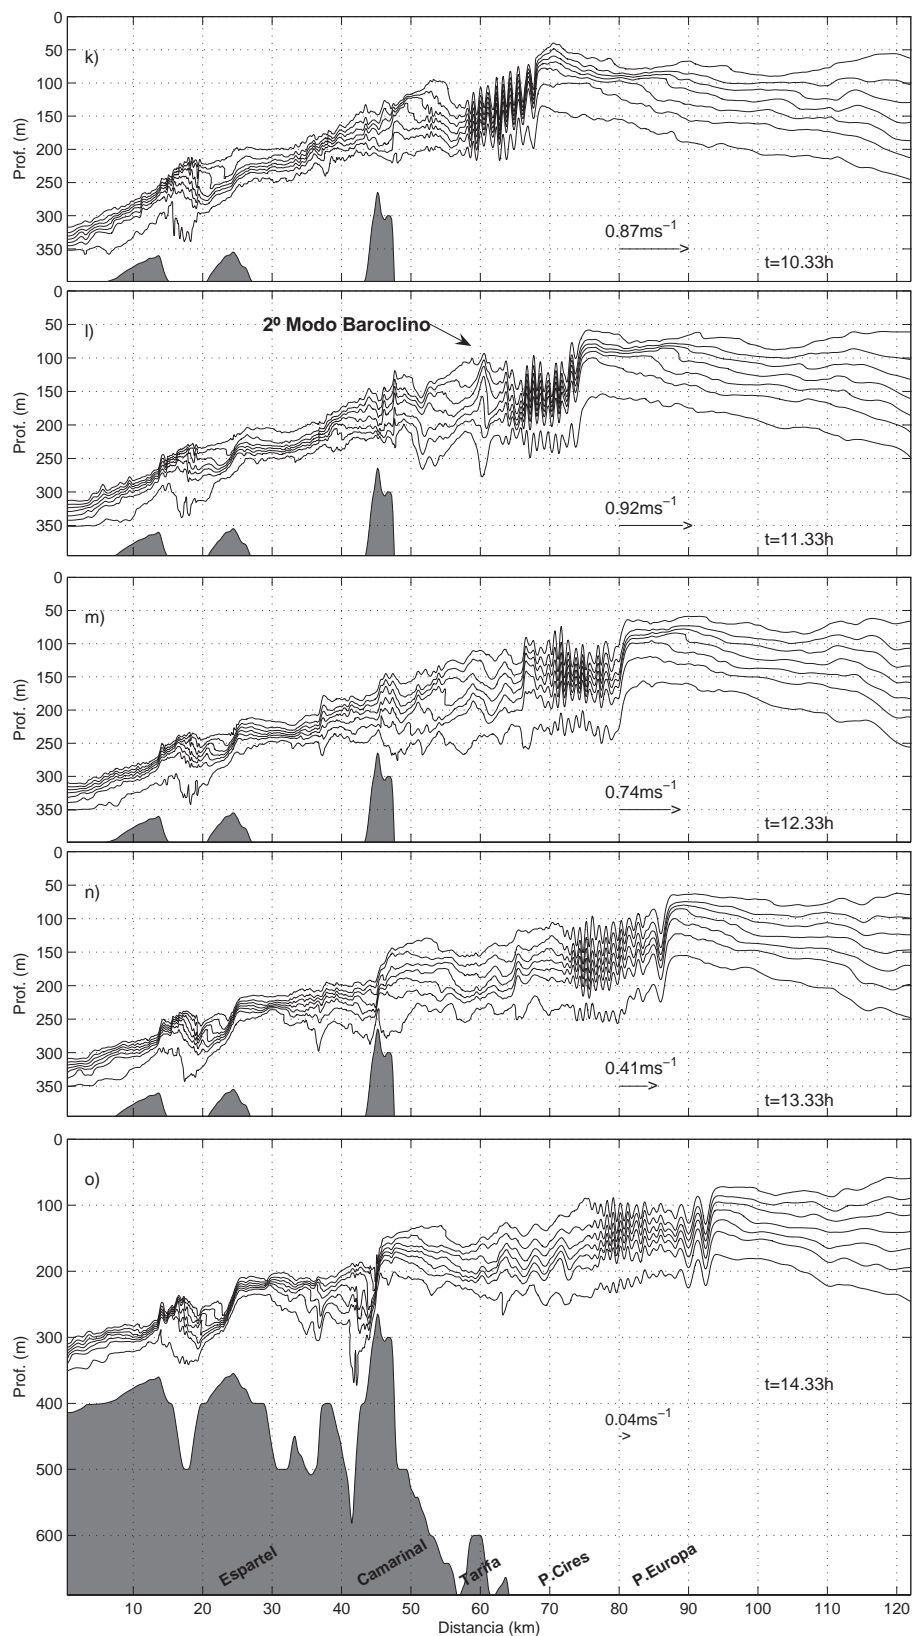 0
50
100
150
200
250
300
350
Prof. (m)
k)
0.87ms⁻¹
t=10.33h
0
50
100
150
200
250
300
350
Prof. (m)
l)
2º Modo Baroclino
0.92ms⁻¹
t=11.33h
0
50
100
150
200
250
300
350
Prof. (m)
m)
0.74ms⁻¹
t=12.33h
0
50
100
150
200
250
300
350
Prof. (m)
n)
0.41ms⁻¹
t=13.33h
0
100
200
300
400
500
600
Prof. (m)
o)
t=14.33h
0.04ms⁻¹
Espartel
Camarinal
Tarifa
P.Cires
P.Europa
10 20 30 40 50 60 70 80 90 100 110 120
Distancia (km)